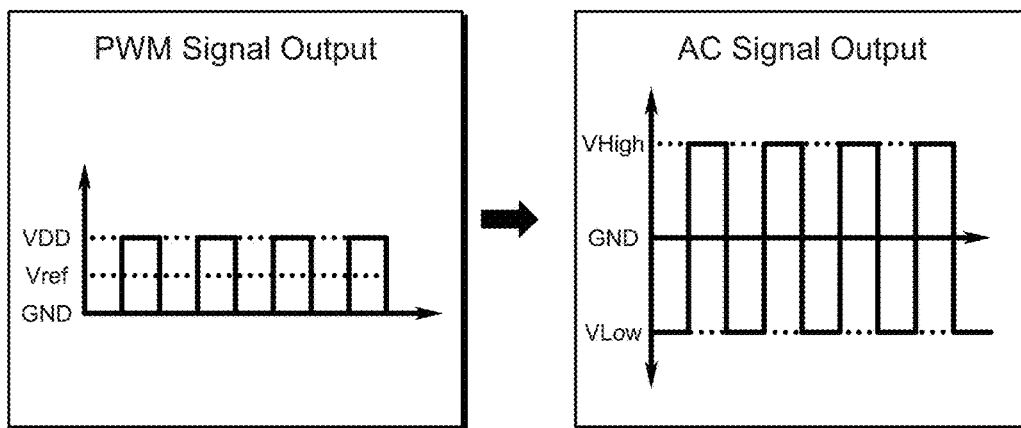 PWM Signal Output
VDD
Vref
GND
AC Signal Output
VHigh
GND
VLow